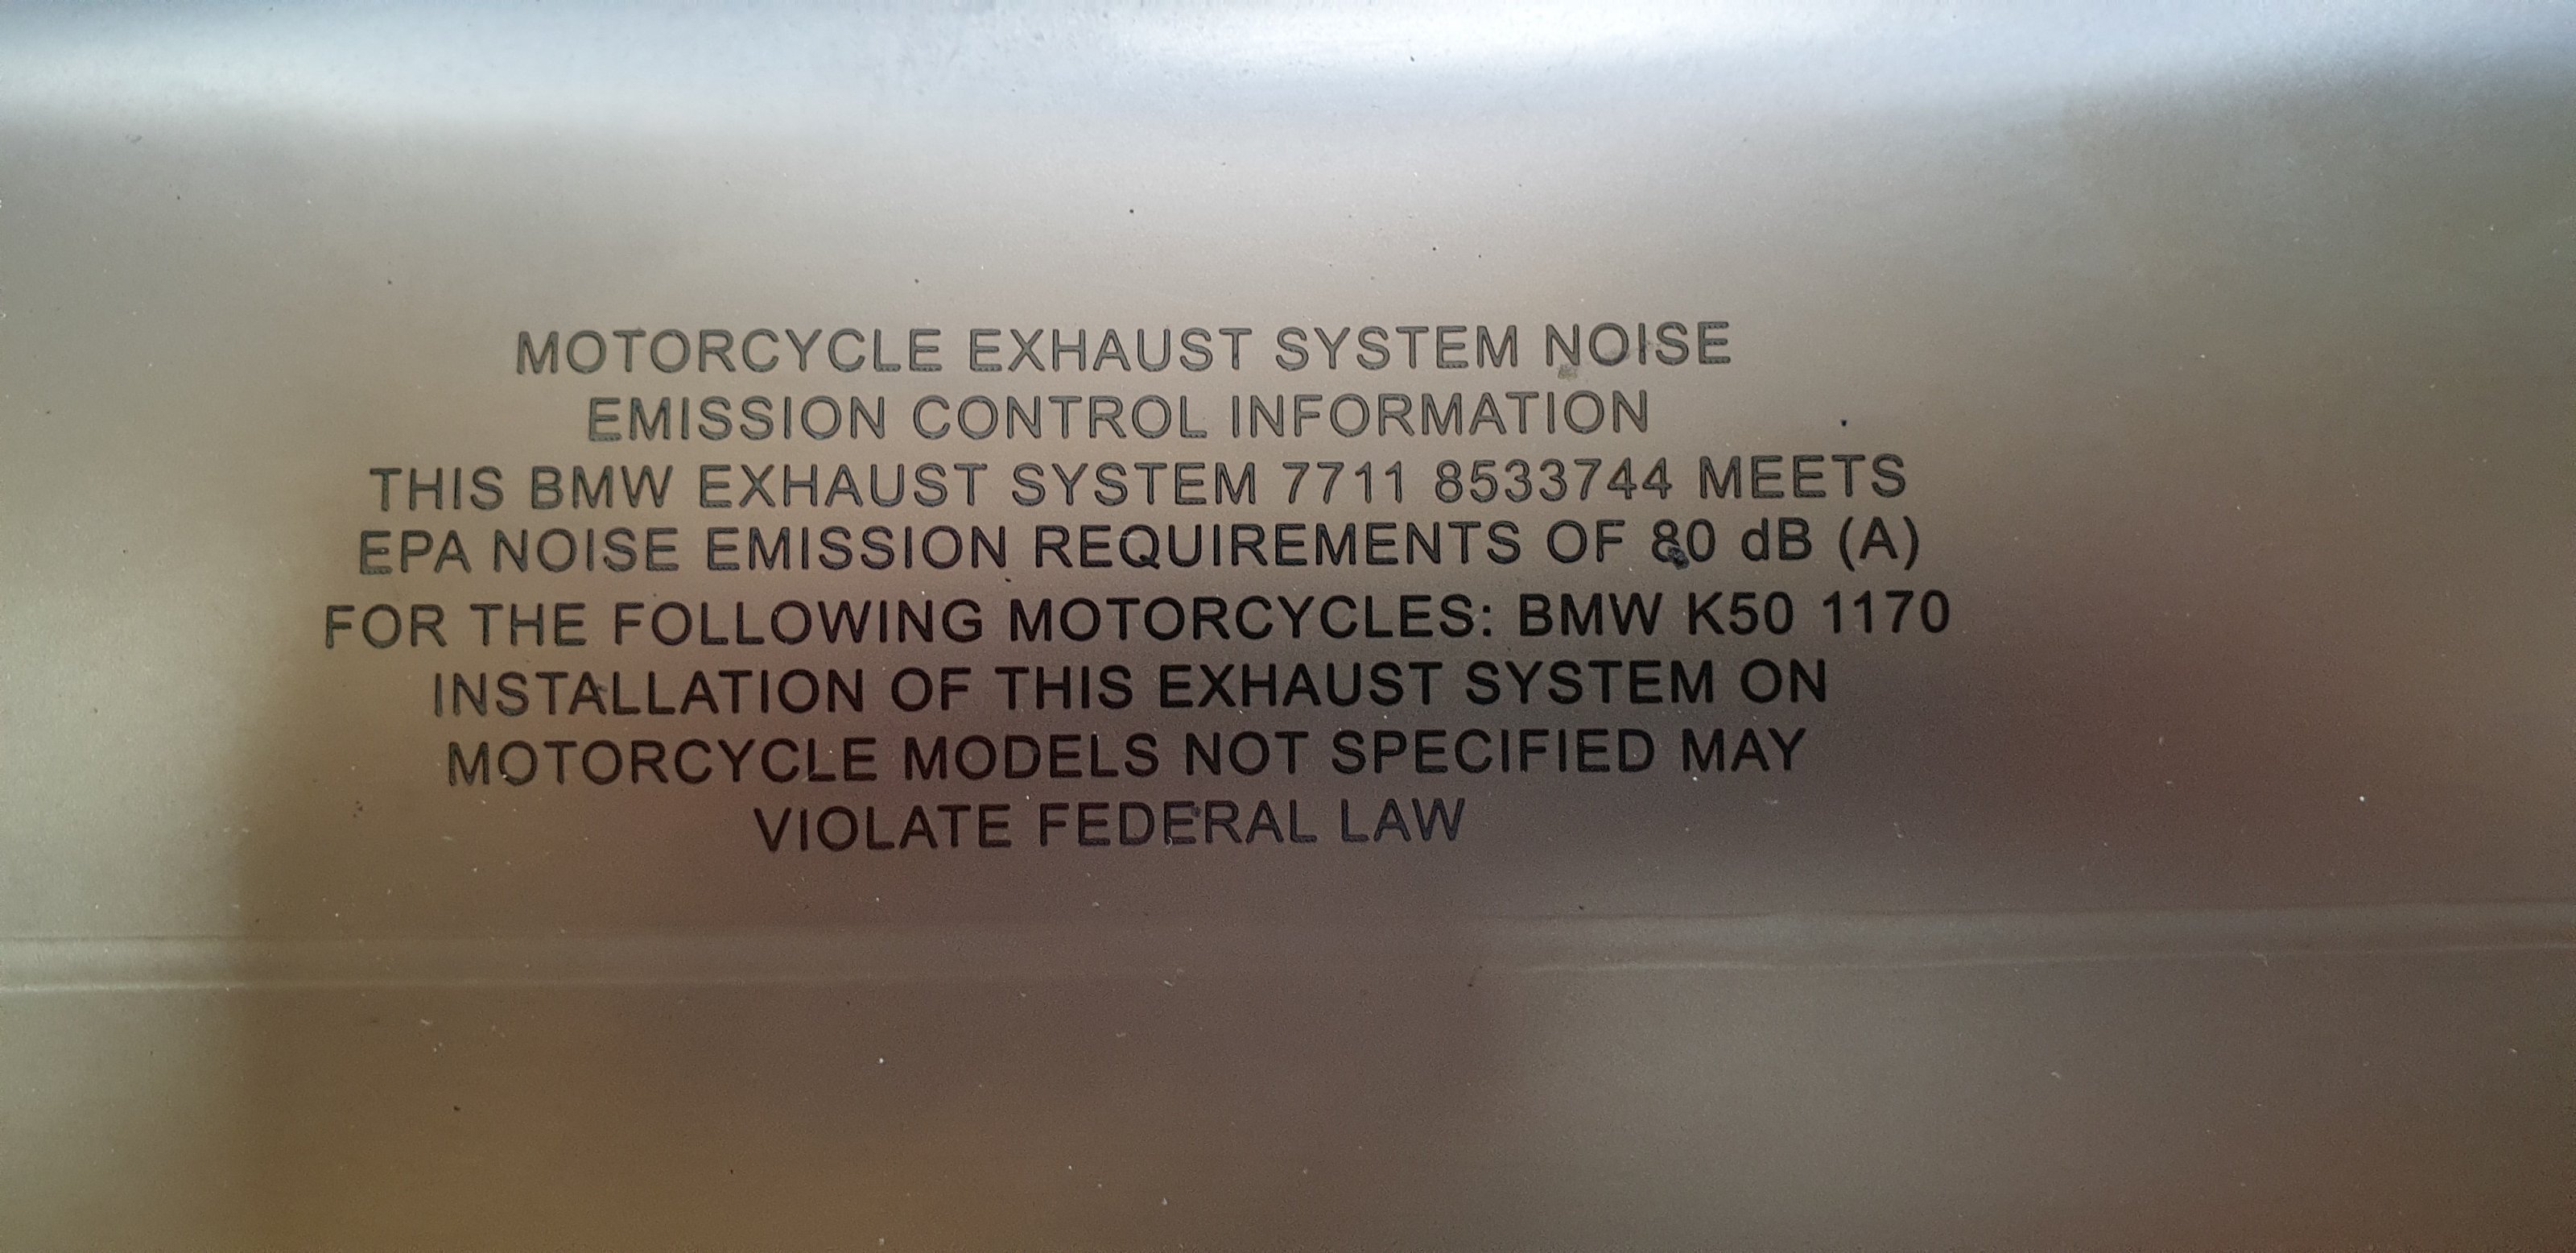 MOTORCYCLE EXHAUST SYSTEM NOISE
EMISSION CONTROL INFORMATION
THIS BMW EXHAUST SYSTEM 7711 8533744 MEETS
EPA NOISE EMISSION REQUIREMENTS OF 80 dB (A)
FOR THE FOLLOWING MOTORCYCLES: BMW K50 1170
INSTALLATION OF THIS EXHAUST SYSTEM ON
MOTORCYCLE MODELS NOT SPECIFIED MAY
VIOLATE FEDERAL LAW